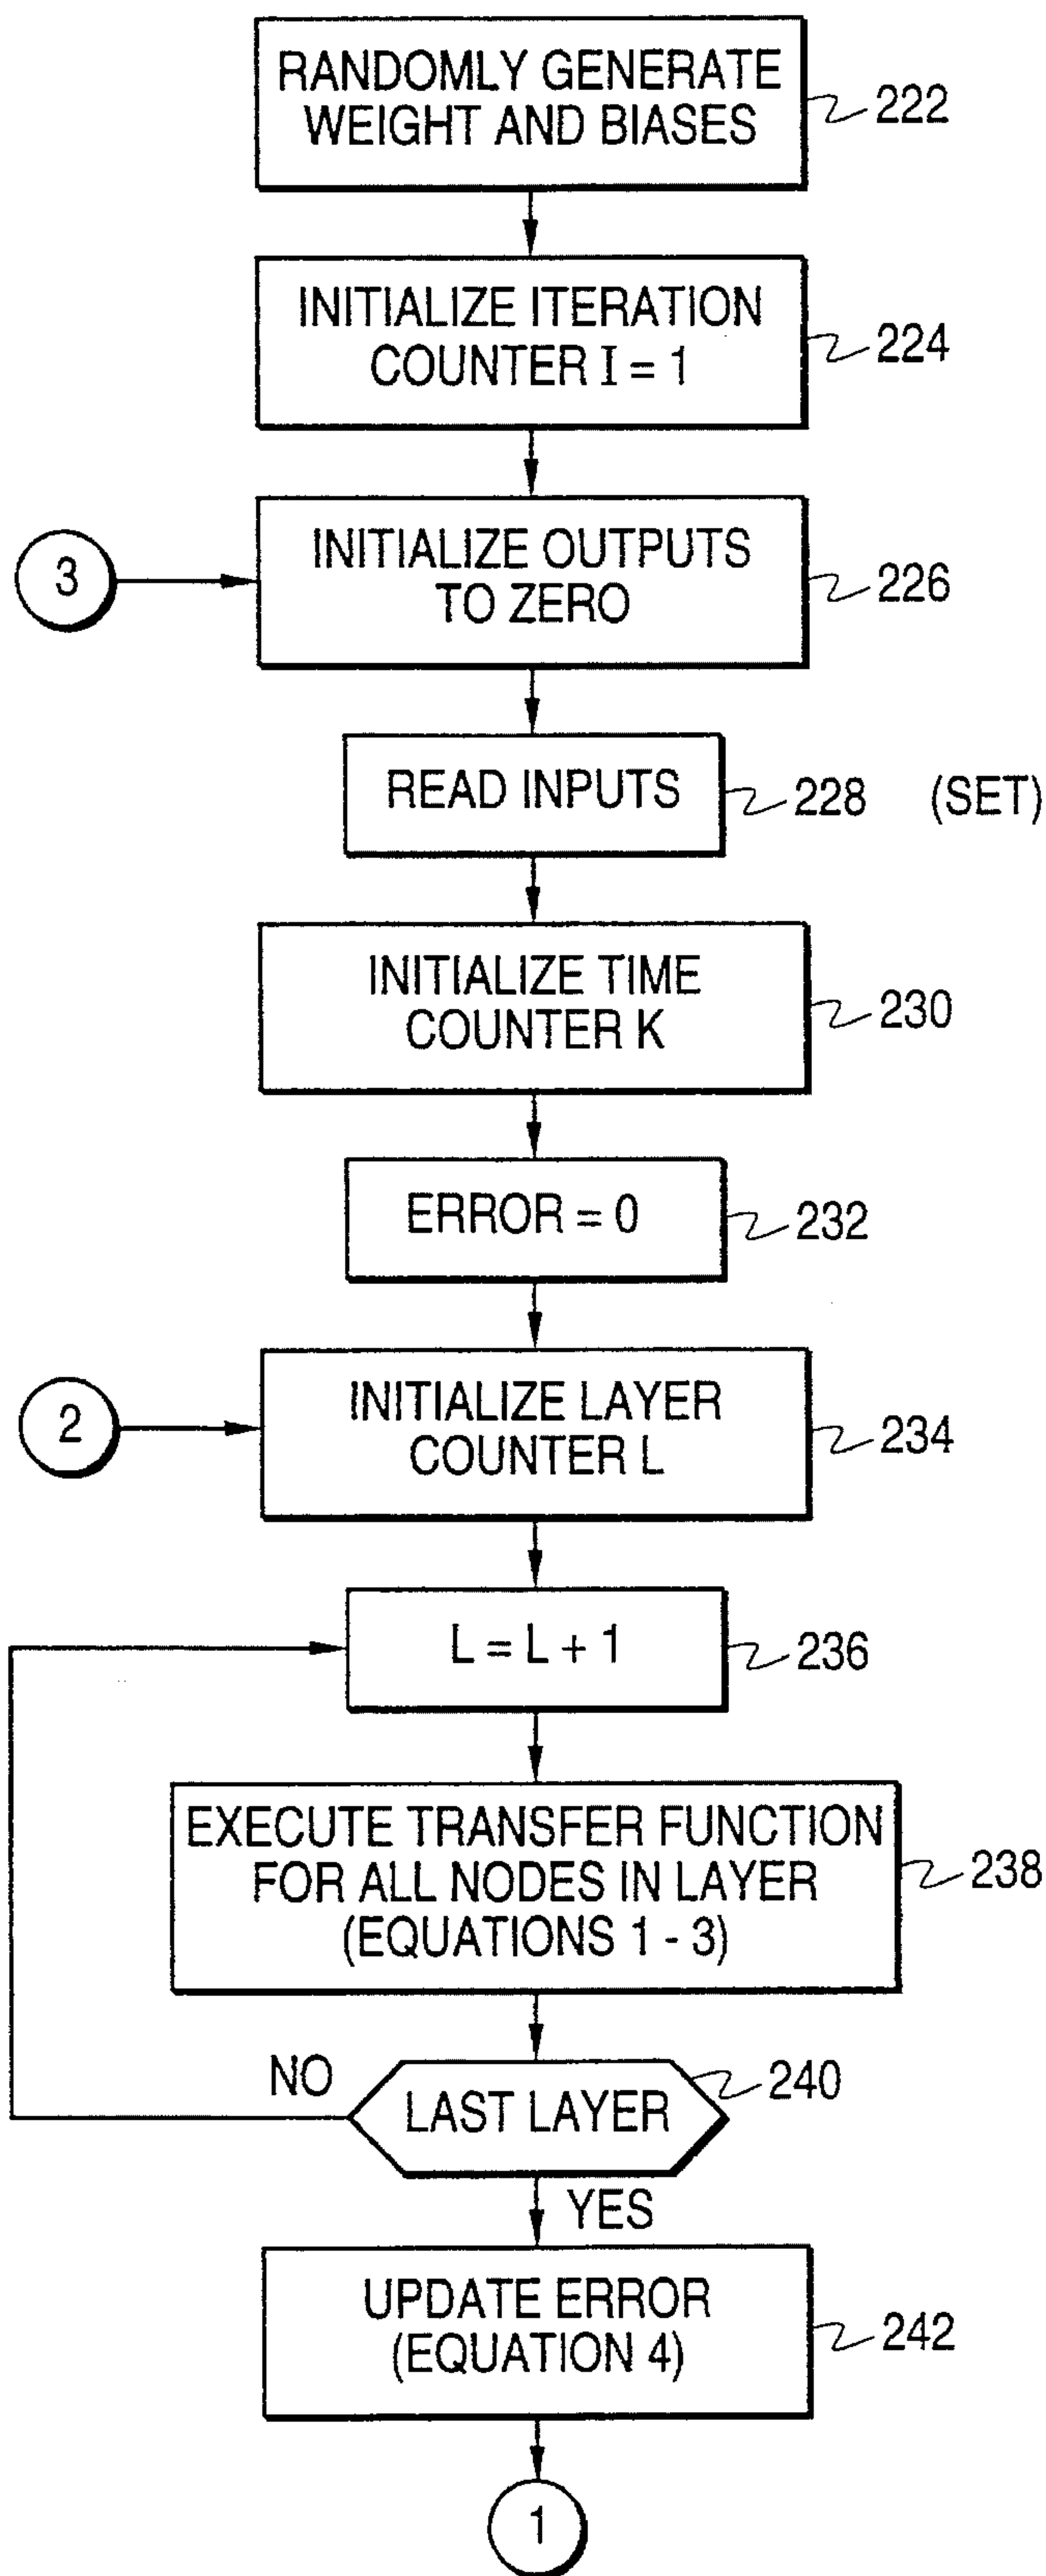 RANDOMLY GENERATE
WEIGHT AND BIASES
222
INITIALIZE ITERATION
COUNTER I = 1
224
3
INITIALIZE OUTPUTS
TO ZERO
226
READ INPUTS
228 (SET)
INITIALIZE TIME
COUNTER K
230
ERROR = 0
232
2
INITIALIZE LAYER
COUNTER L
234
L = L + 1
236
EXECUTE TRANSFER FUNCTION
FOR ALL NODES IN LAYER
(EQUATIONS 1 - 3)
238
NO
LAST LAYER
240
YES
UPDATE ERROR
(EQUATION 4)
242
1